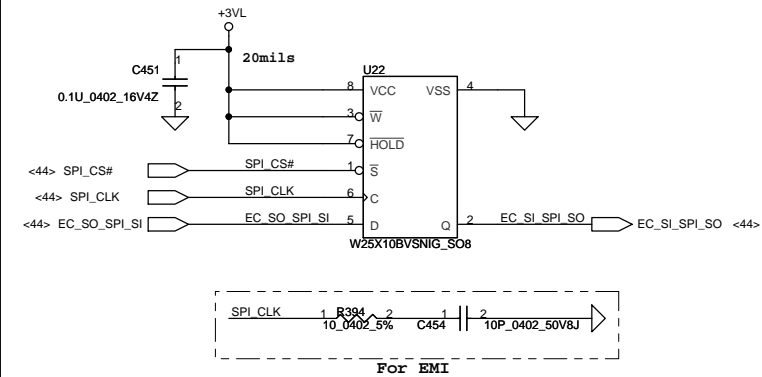 +3VL
20mils
C451
1
0.1U_0402_16V4Z
2
U22
8 VCC VSS 4
3 W
7 HOLD
<44> SPI_CS# SPI_CS# 1 S
<44> SPI_CLK SPI_CLK 6 C
<44> EC_SO_SPI_SI EC_SO_SPI_SI 5 D Q 2 EC_SI_SPI_SO EC_SI_SPI_SO <44>
W25X10BVSNIG_SO8
SPI_CLK 1 R394 2 1 2
10_0402_5% C454 10P_0402_50V8J
For EMI